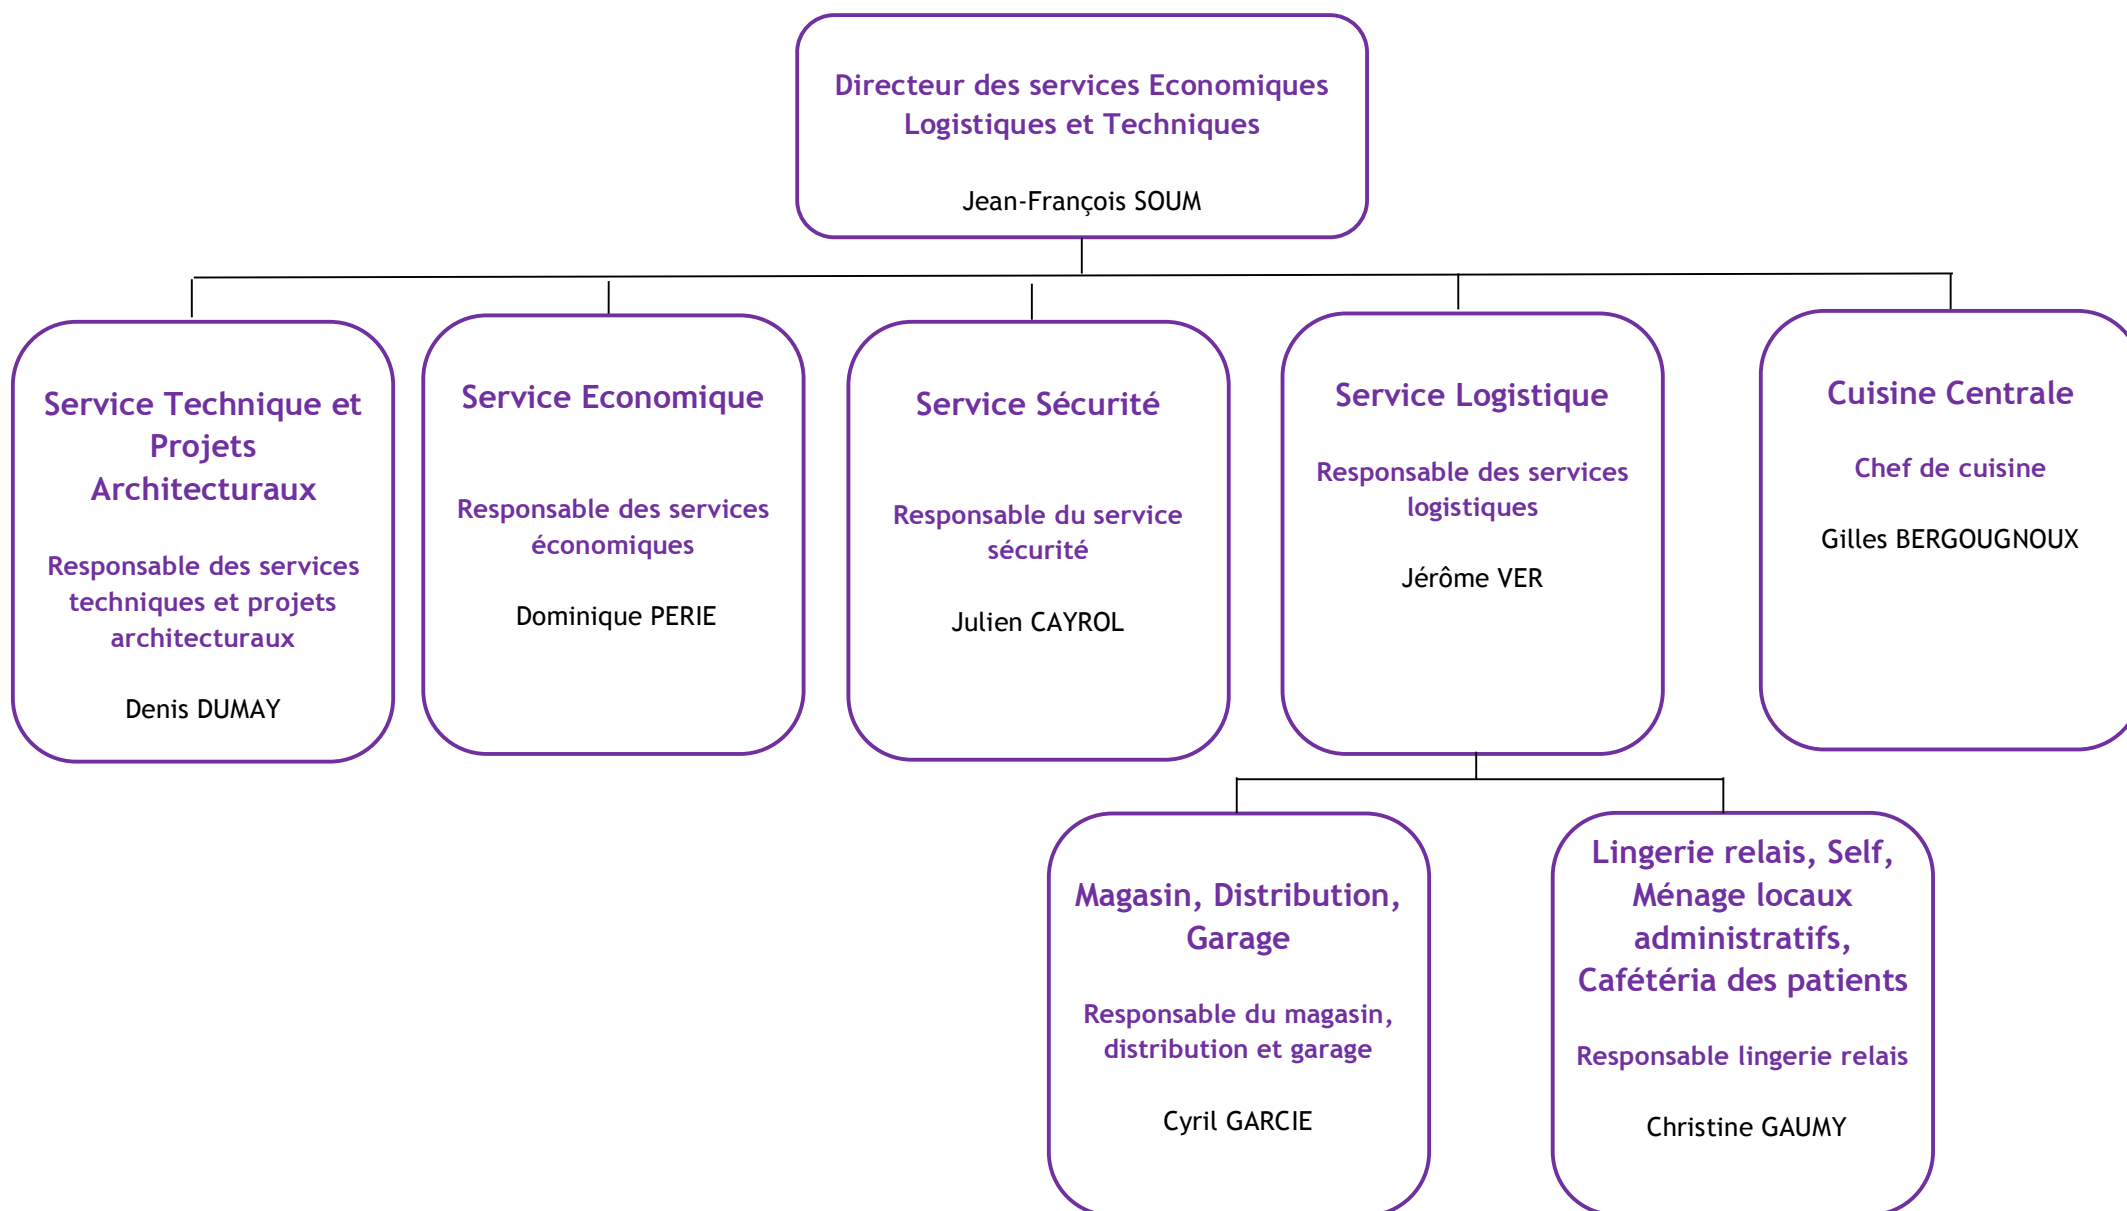 Directeur des services Economiques
Logistiques et Techniques
Jean-François SOUM
Service Technique et
Projets
Architecturaux
Responsable des services
techniques et projets
architecturaux
Denis DUMAY
Service Economique
Responsable des services
économiques
Dominique PERIE
Service Sécurité
Responsable du service
sécurité
Julien CAYROL
Service Logistique
Responsable des services
logistiques
Jérôme VER
Cuisine Centrale
Chef de cuisine
Gilles BERGOUGNOUX
Magasin, Distribution,
Garage
Responsable du magasin,
distribution et garage
Cyril GARCIE
Lingerie relais, Self,
Ménage locaux
administratifs,
Cafétéria des patients
Responsable lingerie relais
Christine GAUMY